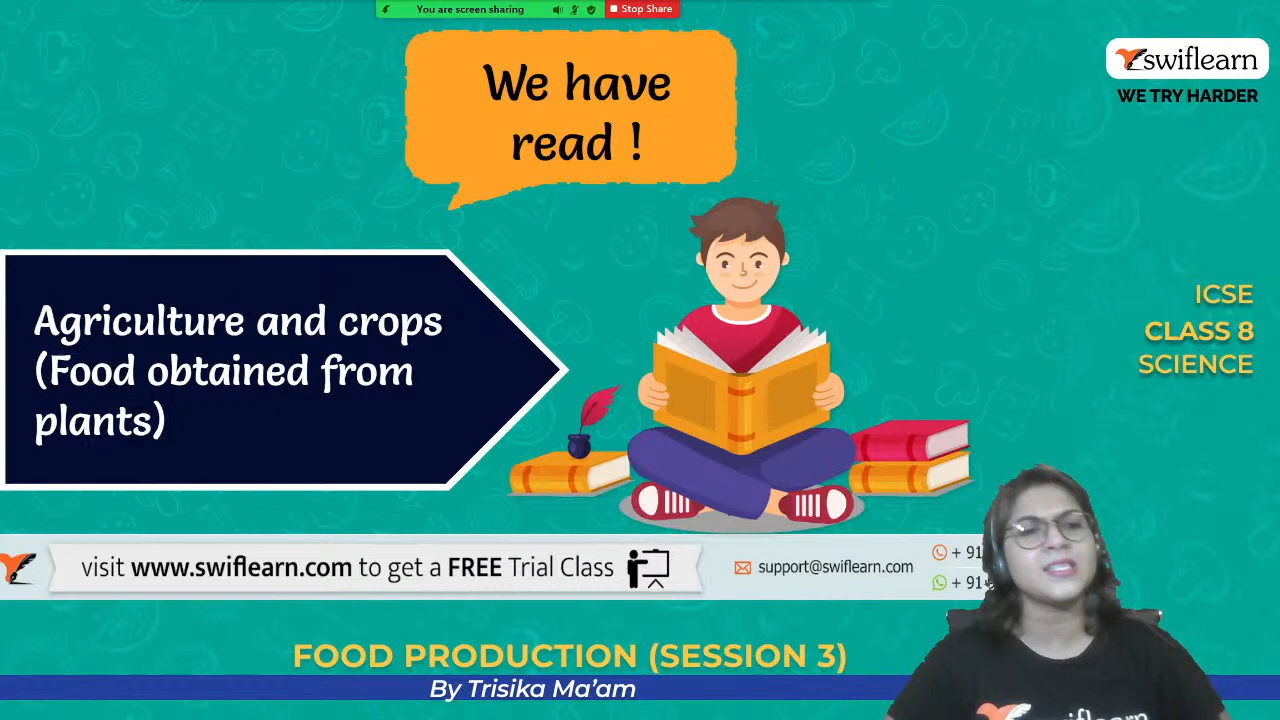 You are screen sharing
Stop Share
We have
read !
swiflearn
WE TRY HARDER
Agriculture and crops
(Food obtained from
plants)
ICSE
CLASS 8
SCIENCE
visit www.swiflearn.com to get a FREE Trial Class
support@swiflearn.com
+ 91
+ 91
FOOD PRODUCTION (SESSION 3)
By Trisika Ma'am
swiflearn